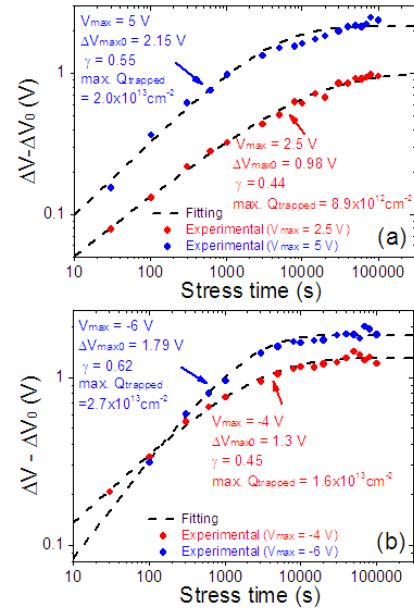 Vmax = 5 V
ΔVmax0 = 2.15 V
γ = 0.55
max. Qtrapped
= 2.0x10¹³cm⁻²
Vmax = 2.5 V
ΔVmax0 = 0.98 V
γ = 0.44
max. Qtrapped = 8.9x10¹²cm⁻²
Fitting
Experimental (Vmax = 2.5 V)
Experimental (Vmax = 5 V)
(a)
1
0.1
ΔV-ΔV₀ (V)
10 100 1000 10000 100000
Stress time (s)
Vmax = -6 V
ΔVmax0 = 1.79 V
γ = 0.62
max. Qtrapped
=2.7x10¹³cm⁻²
Vmax = -4 V
ΔVmax0 = 1.3 V
γ = 0.45
max. Qtrapped = 1.6x10¹³cm⁻²
Fitting
Experimental (Vmax = -4 V)
Experimental (Vmax = -6 V)
(b)
1
0.1
ΔV - ΔV₀ (V)
10 100 1000 10000 100000
Stress time (s)